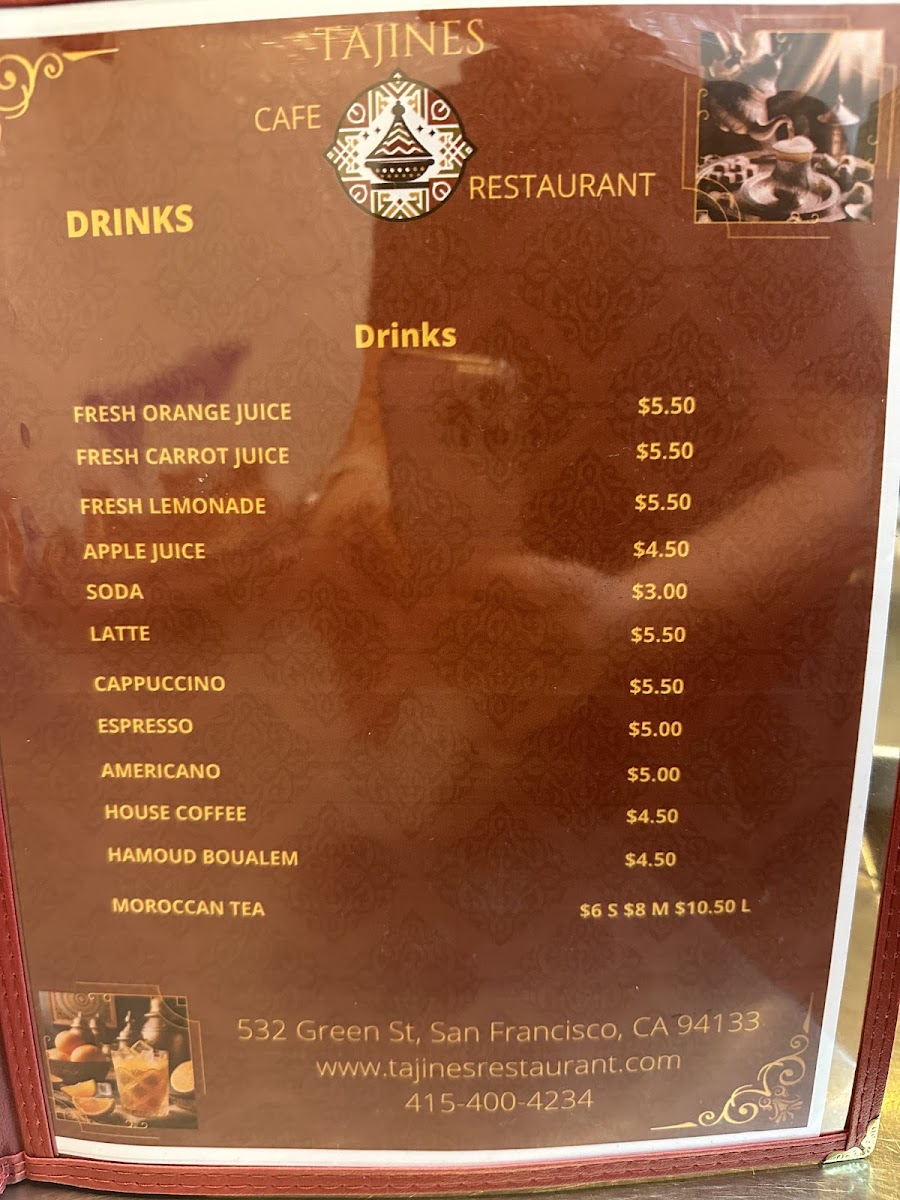 TAJINES
CAFE
RESTAURANT
DRINKS
Drinks
FRESH ORANGE JUICE $5.50
FRESH CARROT JUICE $5.50
FRESH LEMONADE $5.50
APPLE JUICE $4.50
SODA $3.00
LATTE $5.50
CAPPUCCINO $5.50
ESPRESSO $5.00
AMERICANO $5.00
HOUSE COFFEE $4.50
HAMOUD BOUALEM $4.50
MOROCCAN TEA $6 S $8 M $10.50 L
532 Green St, San Francisco, CA 94133
www.tajinesrestaurant.com
415-400-4234